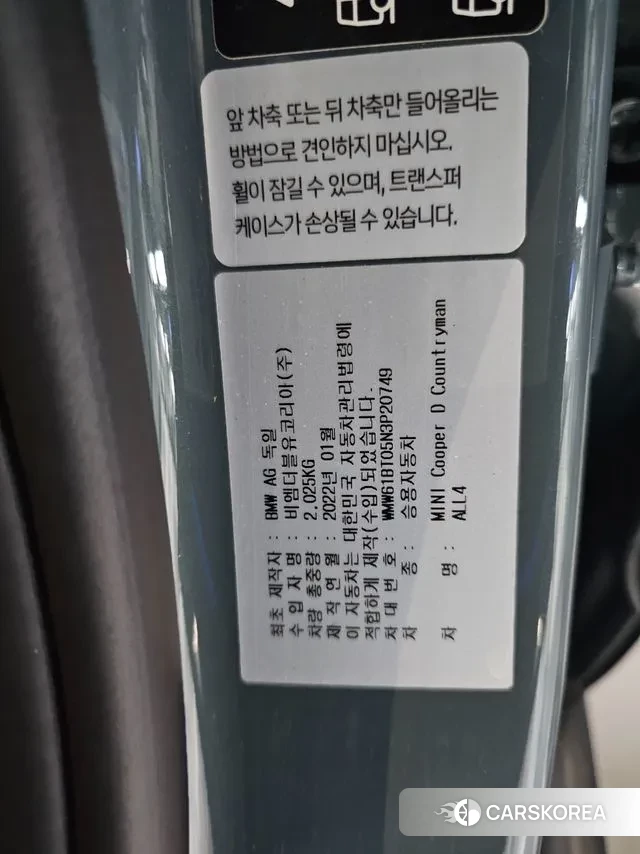 앞 차축 또는 뒤 차축만 들어올리는
방법으로 견인하지 마십시오.
휠이 잠길 수 있으며, 트랜스퍼
케이스가 손상될 수 있습니다.
최초 제작자 : BMW AG 독일
수 입 자 명 : 비엠더블유코리아(주)
차량 총중량 : 2,025KG
제 작 연 월 : 2022년 01월
이 자동차는 대한민국 자동차관리법령에
적합하게 제작(수입)되었습니다.
차 대 번 호 : WMW61BT05N3P20749
차 종 : 승용자동차
차 명 : MINI Cooper D Countryman
ALL4
CARSKOREA